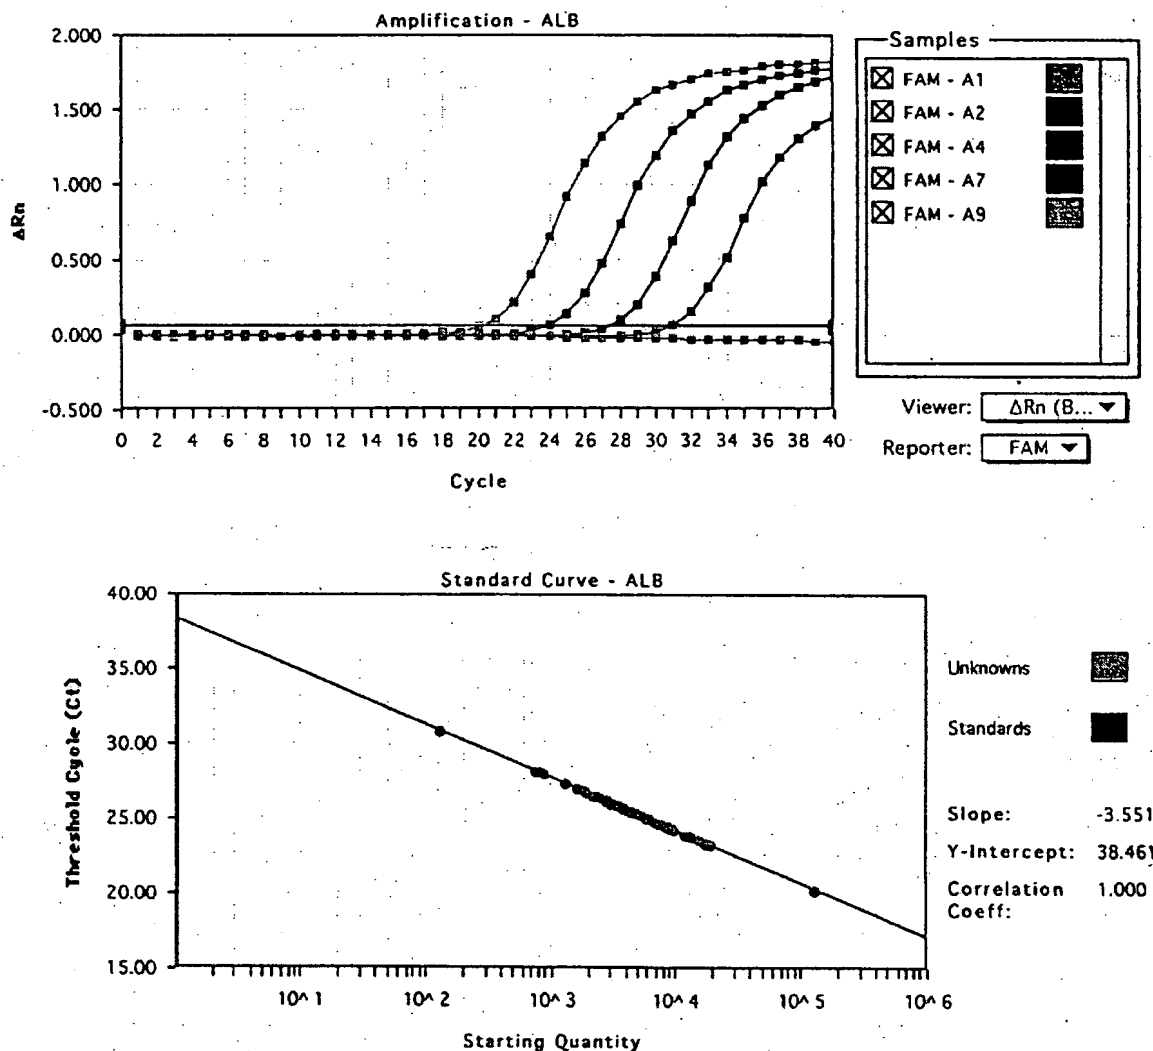 Amplification - ALB
2.000
1.500
1.000
0.500
0.000
-0.500
ΔRn
0 2 4 6 8 10 12 14 16 18 20 22 24 26 28 30 32 34 36 38 40
Cycle
Samples
FAM - A1
FAM - A2
FAM - A4
FAM - A7
FAM - A9
Viewer: ΔRn (B...
Reporter: FAM
Standard Curve - ALB
40.00
35.00
30.00
25.00
20.00
15.00
Threshold Cycle (Ct)
10^1 10^2 10^3 10^4 10^5 10^6
Starting Quantity
Unknowns
Standards
Slope: -3.551
Y-Intercept: 38.461
Correlation 1.000
Coeff: